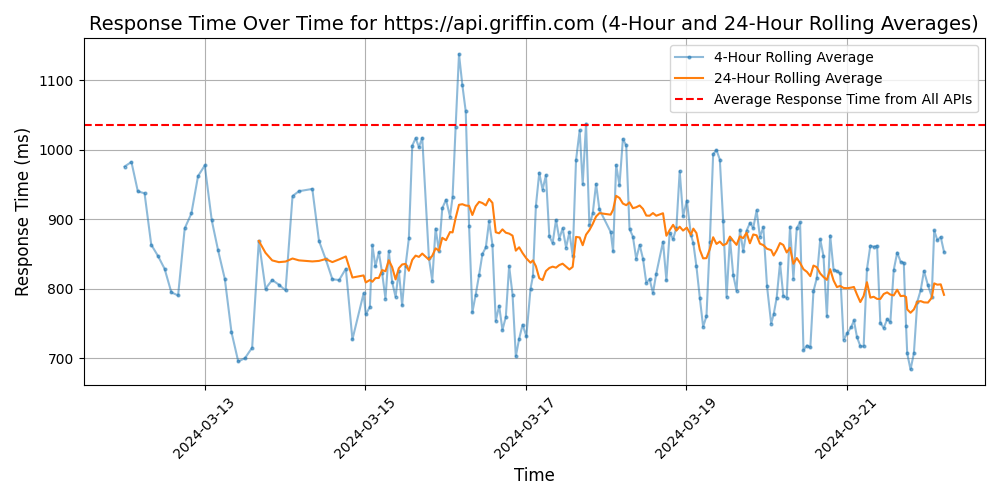 Response Time Over Time for https://api.griffin.com (4-Hour and 24-Hour Rolling Averages)
4-Hour Rolling Average
24-Hour Rolling Average
Average Response Time from All APIs
Response Time (ms)
1100
1000
900
800
700
2024-03-13
2024-03-15
2024-03-17
2024-03-19
2024-03-21
Time